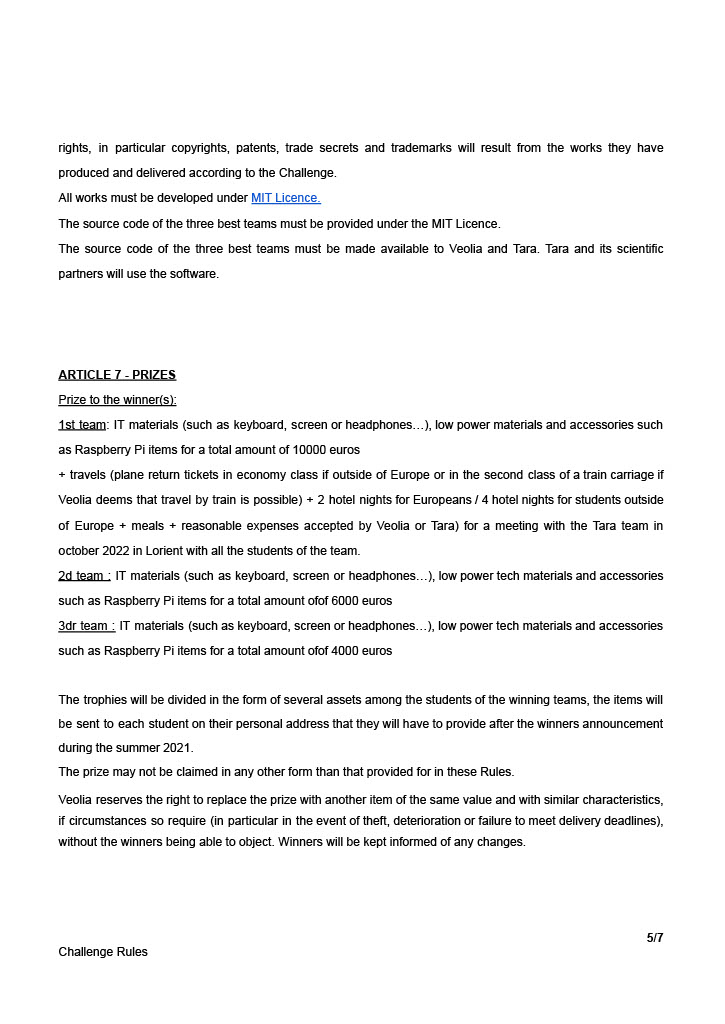 rights, in particular copyrights, patents, trade secrets and trademarks will result from the works they have
produced and delivered according to the Challenge.
All works must be developed under MIT Licence.
The source code of the three best teams must be provided under the MIT Licence.
The source code of the three best teams must be made available to Veolia and Tara. Tara and its scientific
partners will use the software.
ARTICLE 7 - PRIZES
Prize to the winner(s):
1st team: IT materials (such as keyboard, screen or headphones…), low power materials and accessories such
as Raspberry Pi items for a total amount of 10000 euros
+ travels (plane return tickets in economy class if outside of Europe or in the second class of a train carriage if
Veolia deems that travel by train is possible) + 2 hotel nights for Europeans / 4 hotel nights for students outside
of Europe + meals + reasonable expenses accepted by Veolia or Tara) for a meeting with the Tara team in
october 2022 in Lorient with all the students of the team.
2d team : IT materials (such as keyboard, screen or headphones…), low power tech materials and accessories
such as Raspberry Pi items for a total amount ofof 6000 euros
3dr team : IT materials (such as keyboard, screen or headphones…), low power tech materials and accessories
such as Raspberry Pi items for a total amount ofof 4000 euros
The trophies will be divided in the form of several assets among the students of the winning teams, the items will
be sent to each student on their personal address that they will have to provide after the winners announcement
during the summer 2021.
The prize may not be claimed in any other form than that provided for in these Rules.
Veolia reserves the right to replace the prize with another item of the same value and with similar characteristics,
if circumstances so require (in particular in the event of theft, deterioration or failure to meet delivery deadlines),
without the winners being able to object. Winners will be kept informed of any changes.
5/7
Challenge Rules